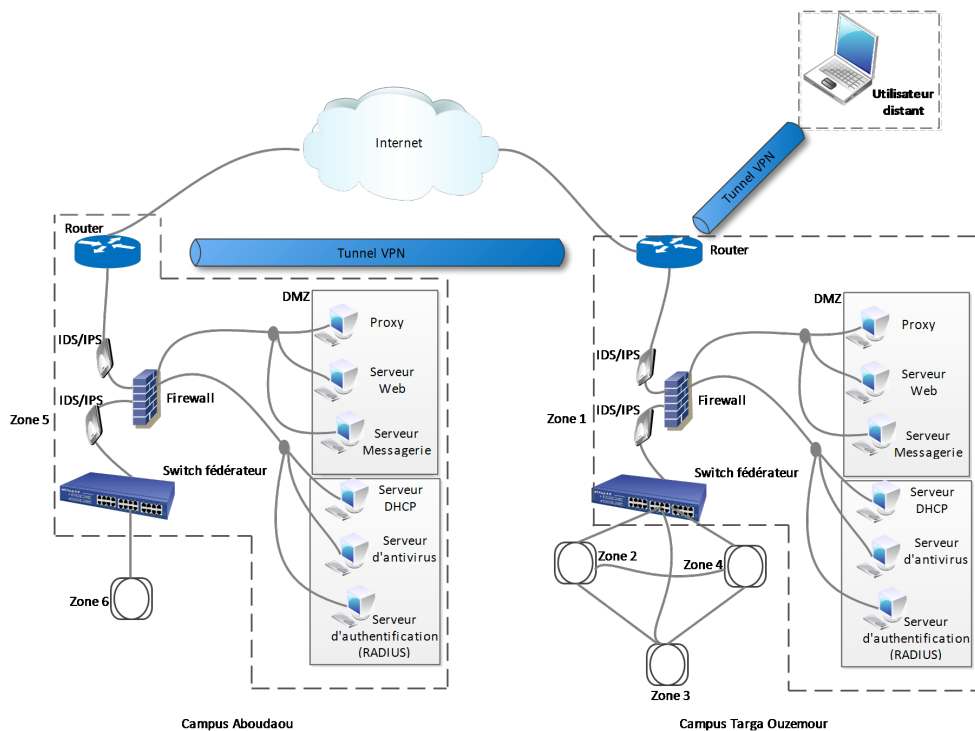 Internet
Utilisateur
distant
Tunnel VPN
Router
Tunnel VPN
Router
DMZ
Proxy
IDS/IPS
Serveur
Web
IDS/IPS
Firewall
Zone 5
Serveur
Messagerie
Switch fédérateur
Serveur
DHCP
Serveur
d'antivirus
Zone 6
Serveur
d'authentification
(RADIUS)
Campus Aboudaou
DMZ
Proxy
IDS/IPS
Serveur
Web
IDS/IPS
Firewall
Zone 1
Serveur
Messagerie
Switch fédérateur
Serveur
DHCP
Zone 2
Zone 4
Serveur
d'antivirus
Serveur
d'authentification
(RADIUS)
Zone 3
Campus Targa Ouzemour